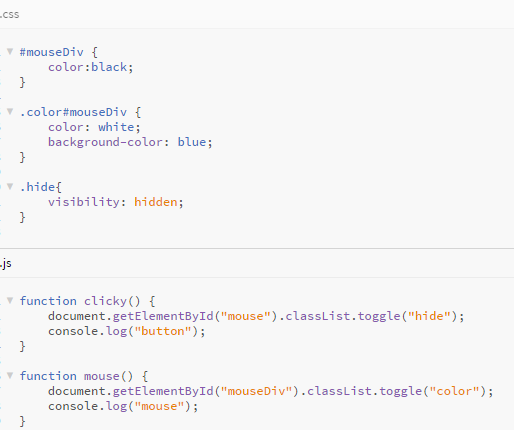 .css
#mouseDiv {
color:black;
}
.color#mouseDiv {
color: white;
background-color: blue;
}
.hide{
visibility: hidden;
}
.js
function clicky() {
document.getElementById("mouse").classList.toggle("hide");
console.log("button");
}
function mouse() {
document.getElementById("mouseDiv").classList.toggle("color");
console.log("mouse");
}